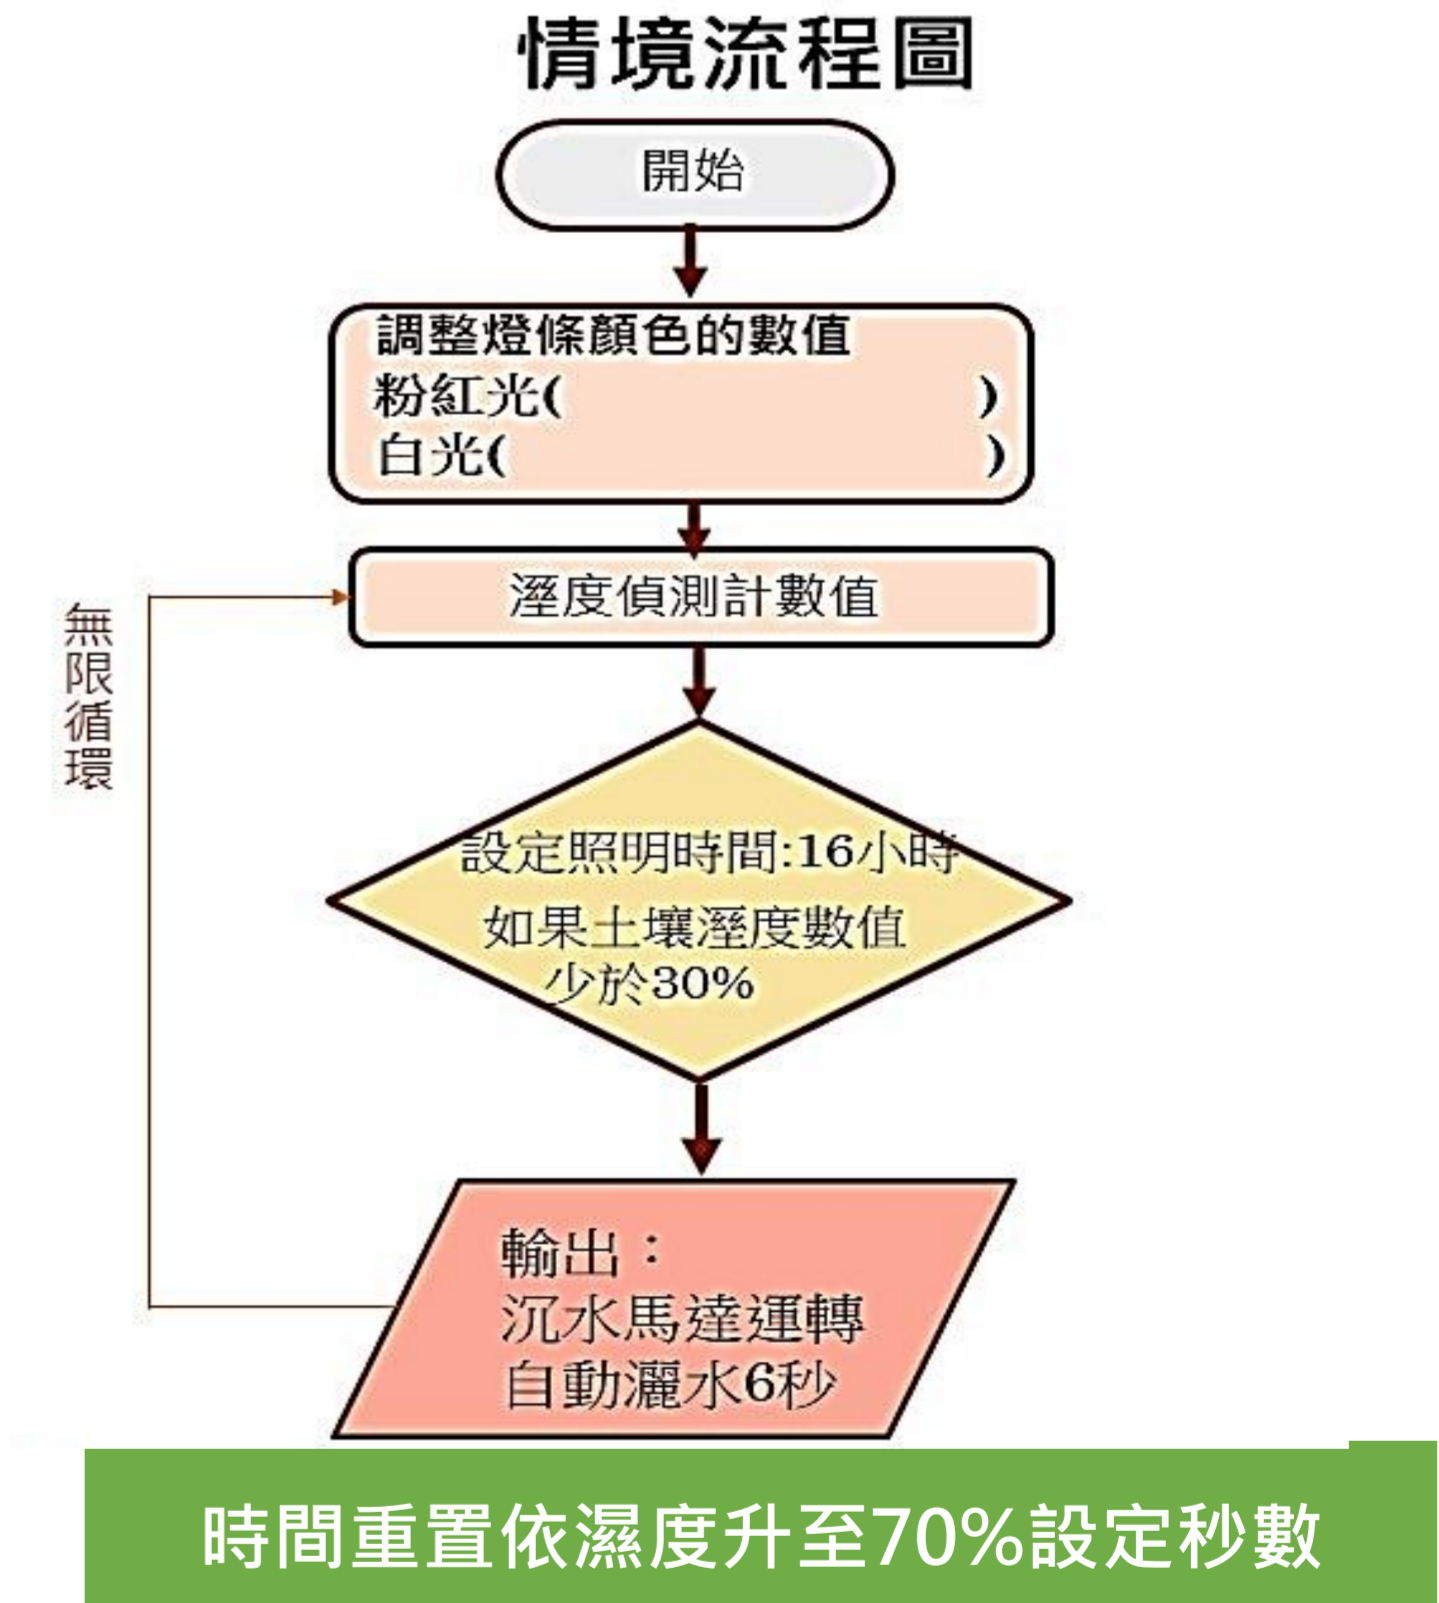 情境流程圖
開始
調整燈條顏色的數值
粉紅光( )
白光( )
溼度偵測計數值
無限循環
設定照明時間:16小時
如果土壤溼度數值
少於30%
輸出：
沉水馬達運轉
自動灑水6秒
時間重置依濕度升至70%設定秒數